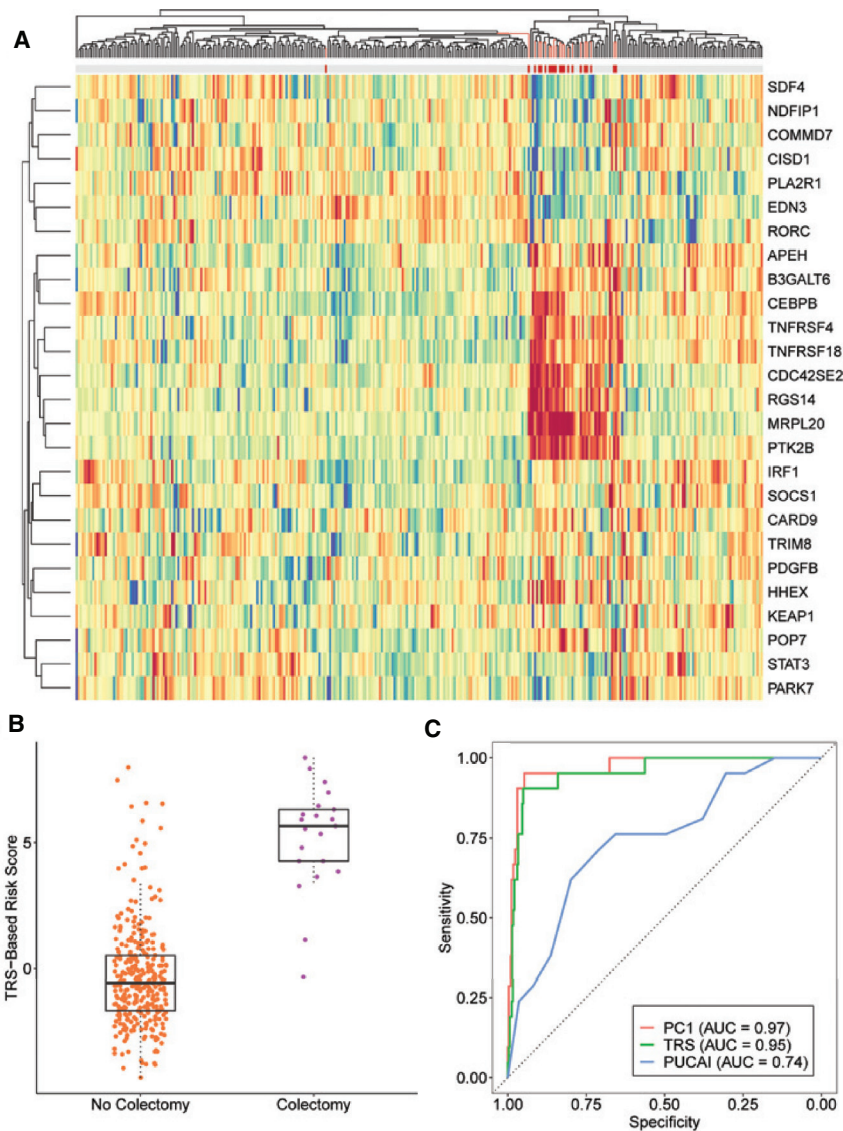 A
SDF4
NDFIP1
COMMD7
CISD1
PLA2R1
EDN3
RORC
APEH
B3GALT6
CEBPB
TNFRSF4
TNFRSF18
CDC42SE2
RGS14
MRPL20
PTK2B
IRF1
SOCS1
CARD9
TRIM8
PDGFB
HHEX
KEAP1
POP7
STAT3
PARK7
B
TRS-Based Risk Score
5
0
No Colectomy
Colectomy
C
Sensitivity
1.00
0.75
0.50
0.25
0.00
PC1 (AUC = 0.97)
TRS (AUC = 0.95)
PUCAI (AUC = 0.74)
1.00 0.75 0.50 0.25 0.00
Specificity